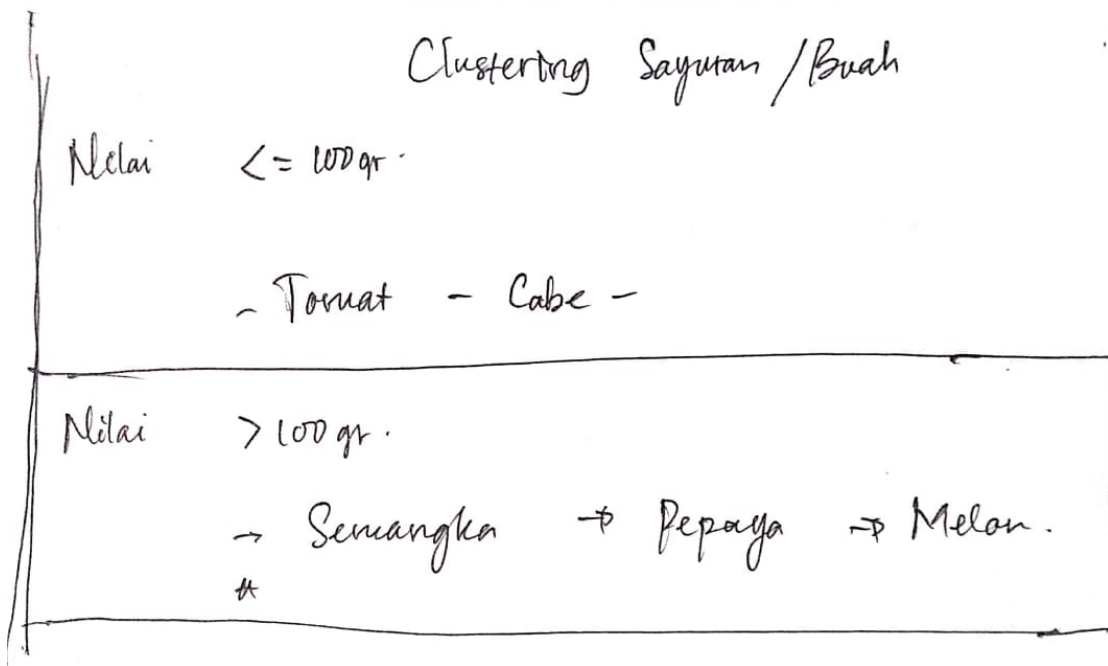 Clustering Sayuran / Buah
Nilai <= 100 gr.
- Tomat - Cabe -
Nilai > 100 gr.
→ Semangka → Pepaya → Melon.